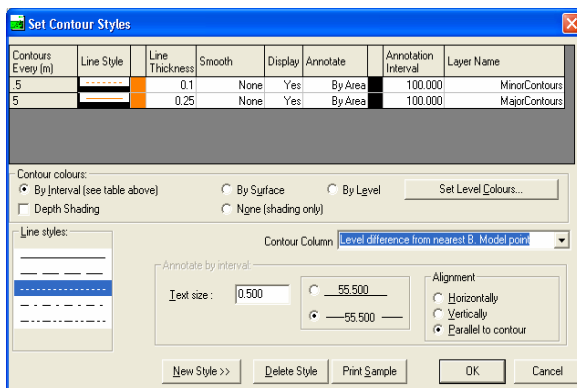 Set Contour Styles
Contours Every (m) Line Style Line Thickness Smooth Display Annotate Annotation Interval Layer Name
.5 0.1 None Yes By Area 100.000 MinorContours
5 0.25 None Yes By Area 100.000 MajorContours
Contour colours:
By Interval (see table above) By Surface By Level Set Level Colours...
Depth Shading None (shading only)
Line styles:
Contour Column Level difference from nearest B. Model point
Annotate by interval:
Text size : 0.500
55.500
55.500
Alignment
Horizontally
Vertically
Parallel to contour
New Style >> Delete Style Print Sample OK Cancel